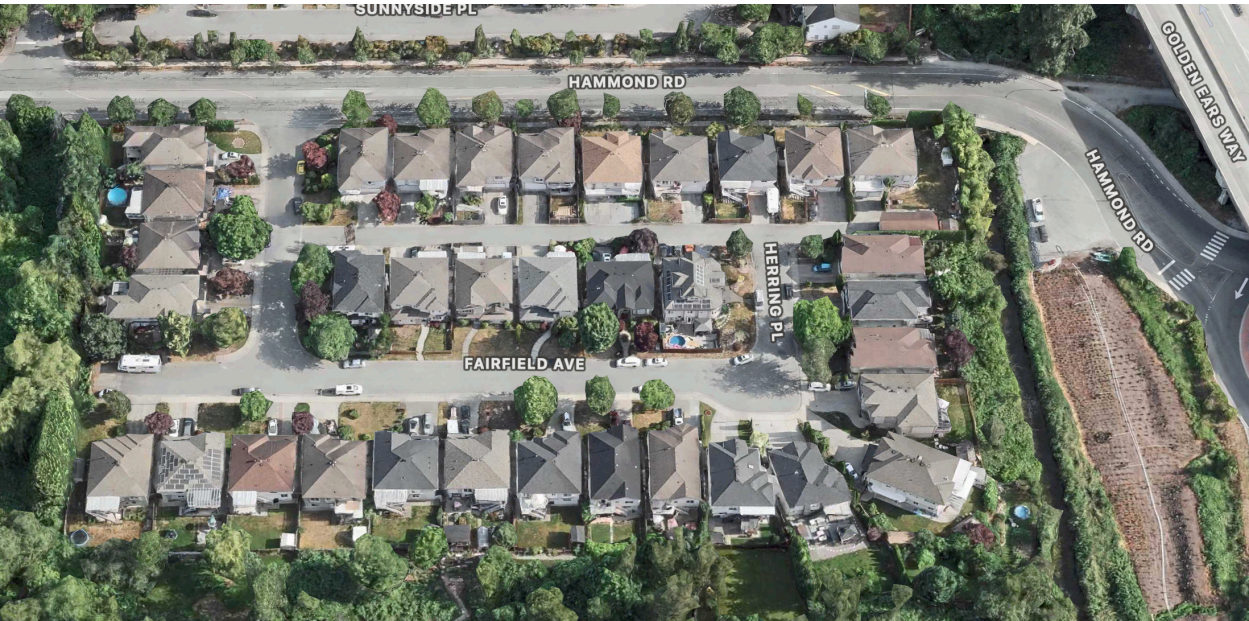 SUNNYSIDE PL
HAMMOND RD
GOLDEN EARS WAY
HAMMOND RD
HERRING PL
FAIRFIELD AVE